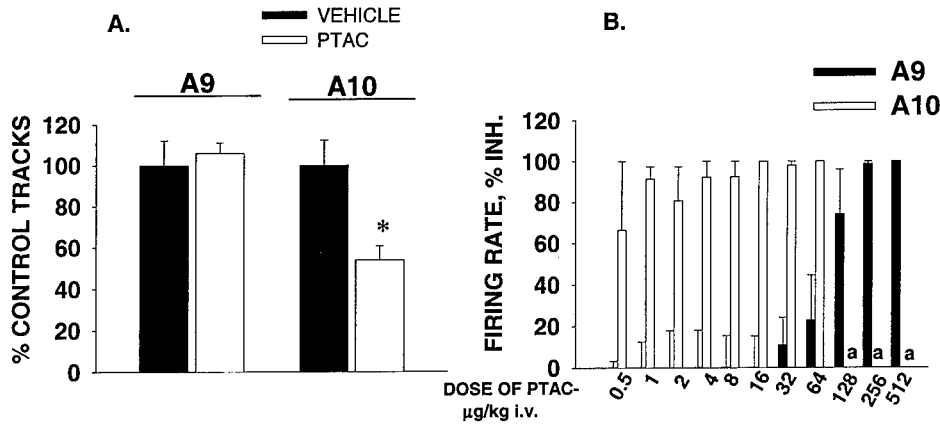 A.
VEHICLE
PTAC
A9
A10
% CONTROL TRACKS
120
100
80
60
40
20
0
*
B.
A9
A10
FIRING RATE, % INH.
120
100
80
60
40
20
0
a a a
DOSE OF PTAC-
µg/kg i.v.
0.5 1 2 4 8 16 32 64 128 256 512